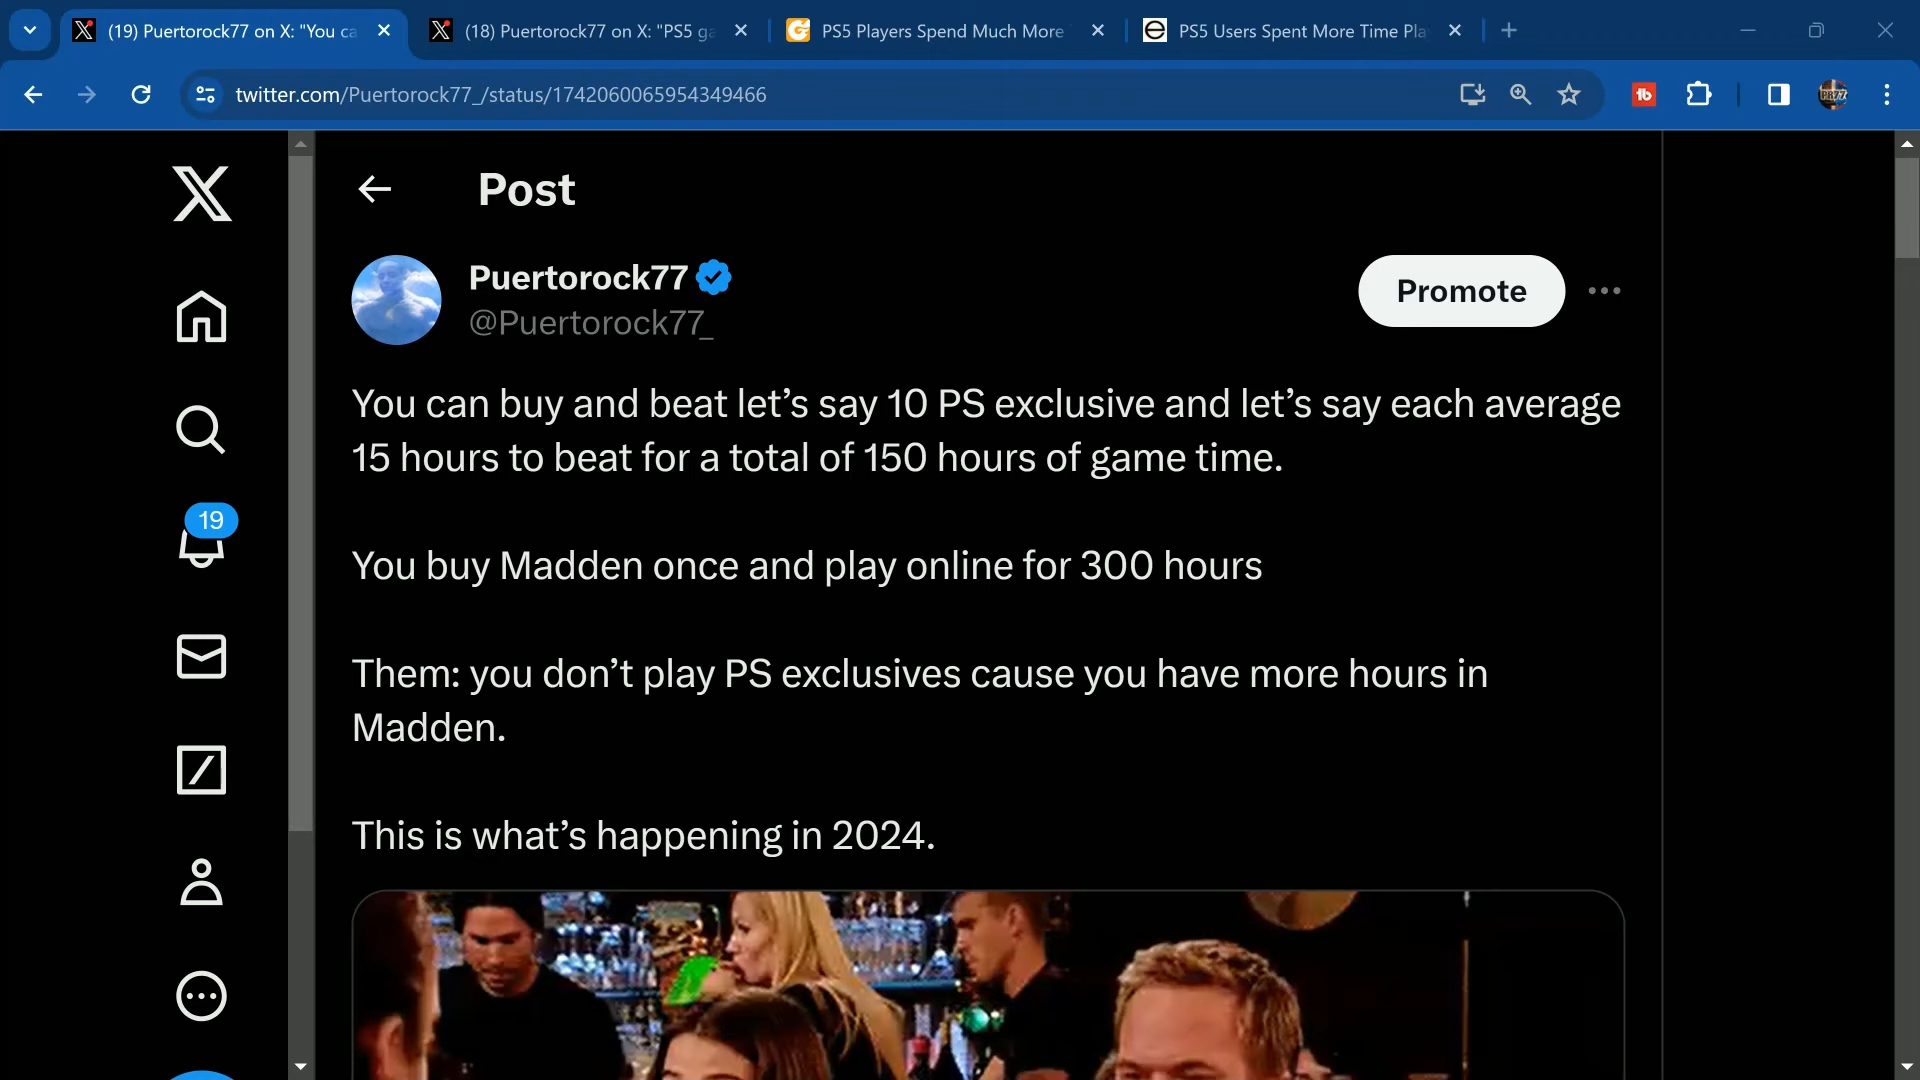 (19) Puertorock77 on X: "You ca
(18) Puertorock77 on X: "PS5 ga
PS5 Players Spend Much More
PS5 Users Spent More Time Pla
twitter.com/Puertorock77_/status/1742060065954349466
Post
Puertorock77
@Puertorock77_
Promote
You can buy and beat let’s say 10 PS exclusive and let’s say each average
15 hours to beat for a total of 150 hours of game time.
You buy Madden once and play online for 300 hours
Them: you don’t play PS exclusives cause you have more hours in
Madden.
This is what’s happening in 2024.
19